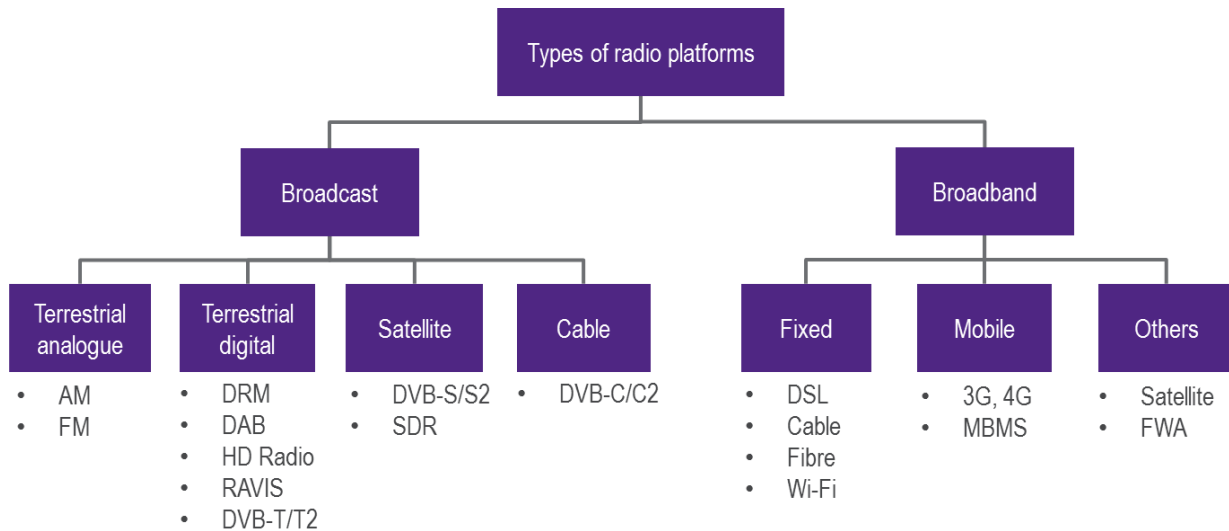 Types of radio platforms
Broadcast
Broadband
Terrestrial
analogue
Terrestrial
digital
Satellite
Cable
Fixed
Mobile
Others
• AM
• FM
• DRM
• DAB
• HD Radio
• RAVIS
• DVB-T/T2
• DVB-S/S2
• SDR
• DVB-C/C2
• DSL
• Cable
• Fibre
• Wi-Fi
• 3G, 4G
• MBMS
• Satellite
• FWA